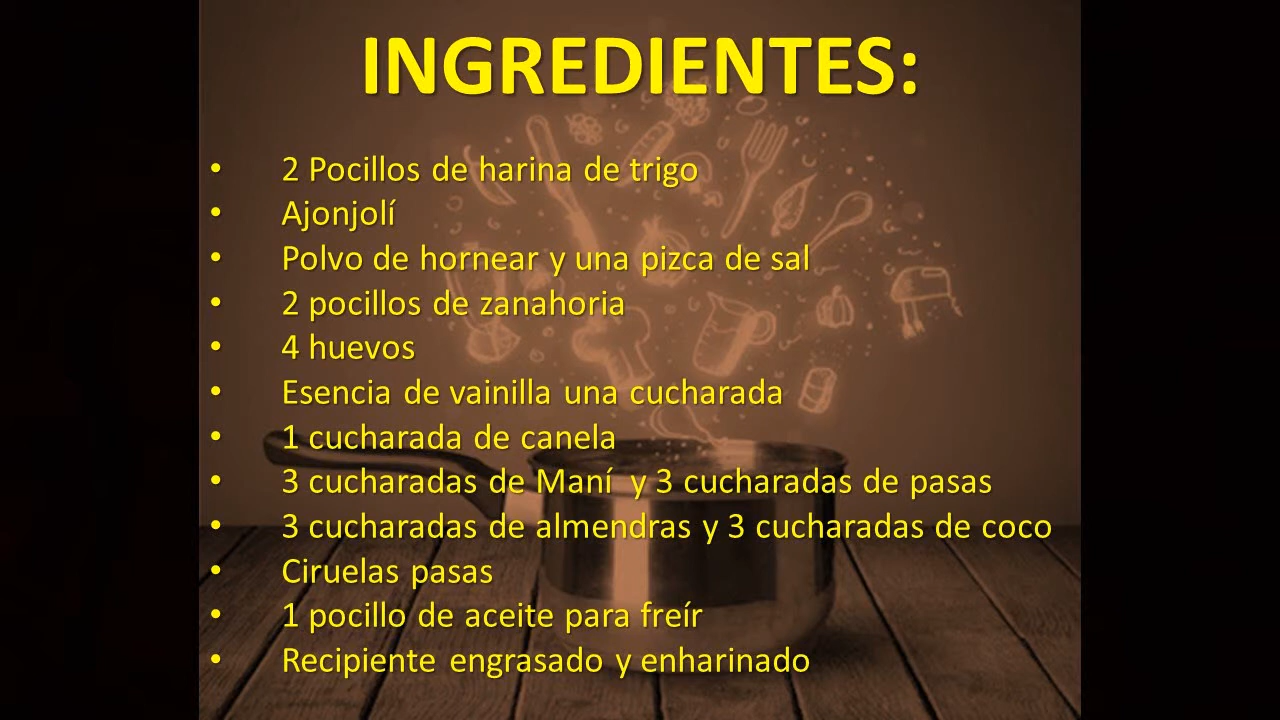 INGREDIENTES:
• 2 Pocillos de harina de trigo
• Ajonjolí
• Polvo de hornear y una pizca de sal
• 2 pocillos de zanahoria
• 4 huevos
• Esencia de vainilla una cucharada
• 1 cucharada de canela
• 3 cucharadas de Maní y 3 cucharadas de pasas
• 3 cucharadas de almendras y 3 cucharadas de coco
• Ciruelas pasas
• 1 pocillo de aceite para freír
• Recipiente engrasado y enharinado